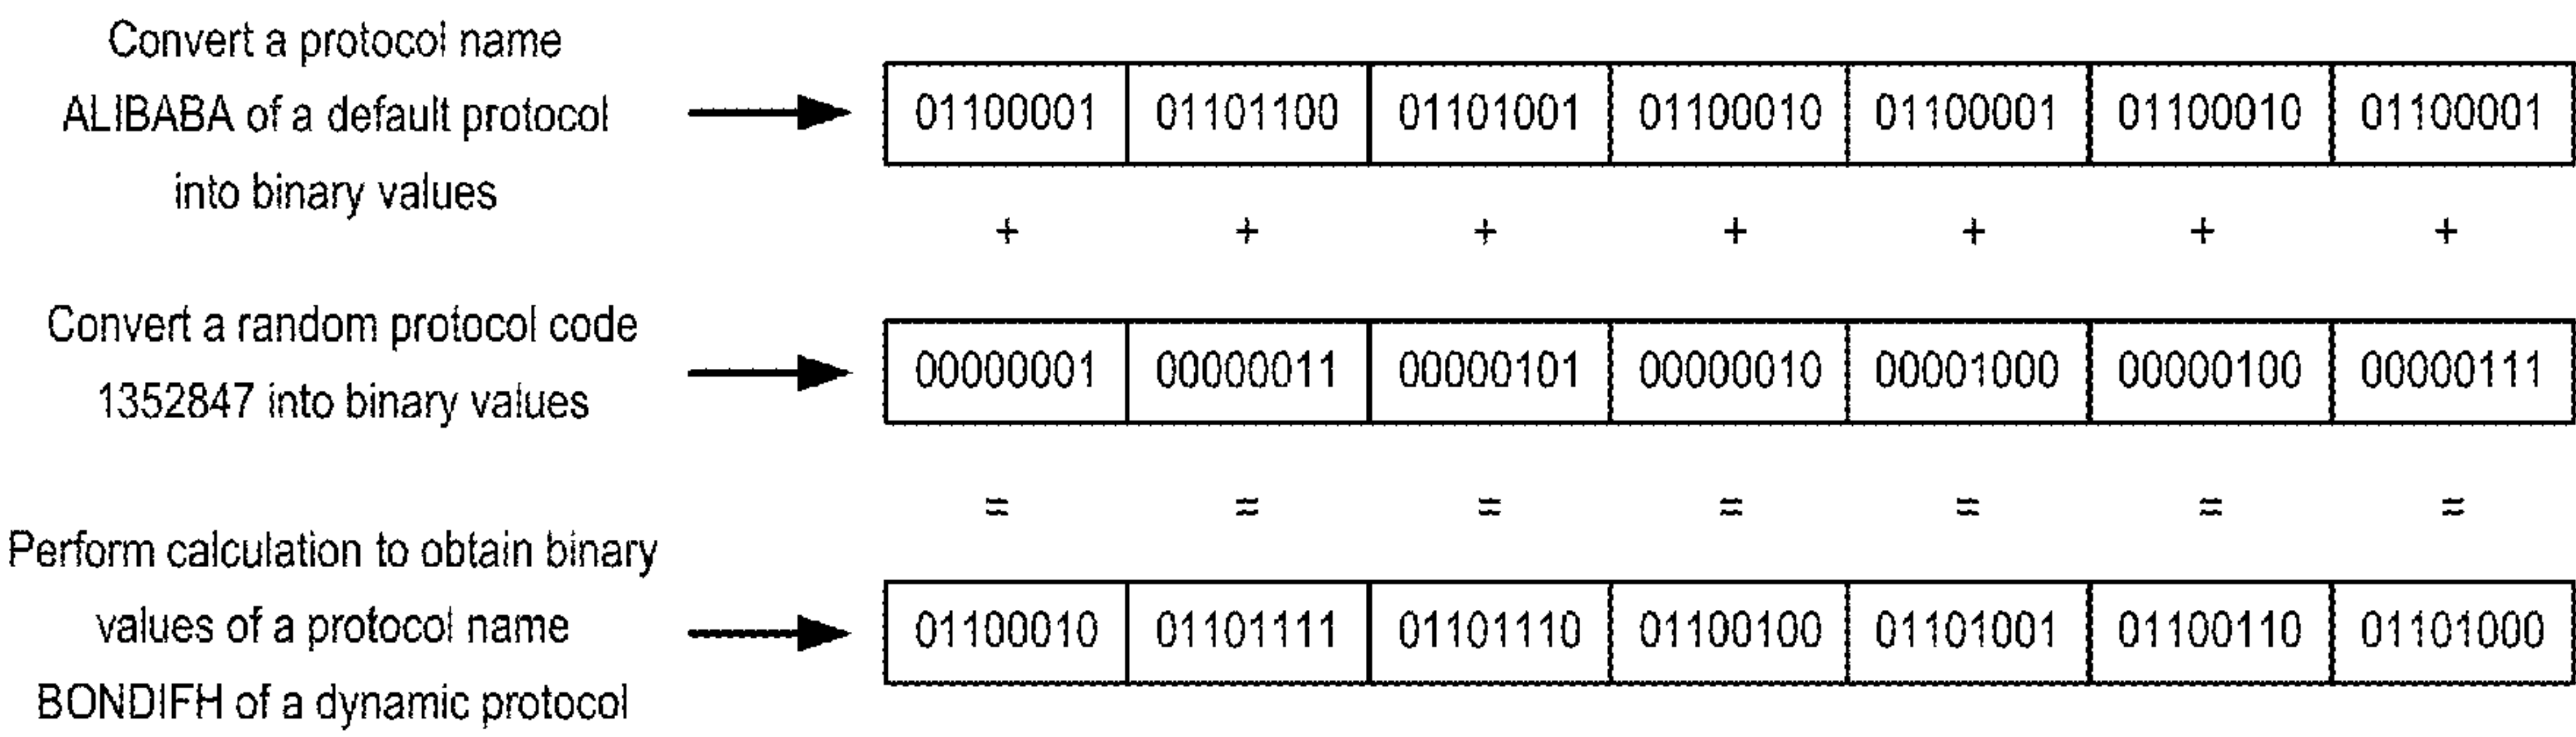 Convert a protocol name
ALIBABA of a default protocol
into binary values
01100001 01101100 01101001 01100010 01100001 01100010 01100001
+ + + + + + +
Convert a random protocol code
1352847 into binary values
00000001 00000011 00000101 00000010 00001000 00000100 00000111
= = = = = = =
Perform calculation to obtain binary
values of a protocol name
BONDIFH of a dynamic protocol
01100010 01101111 01101110 01100100 01101001 01100110 01101000